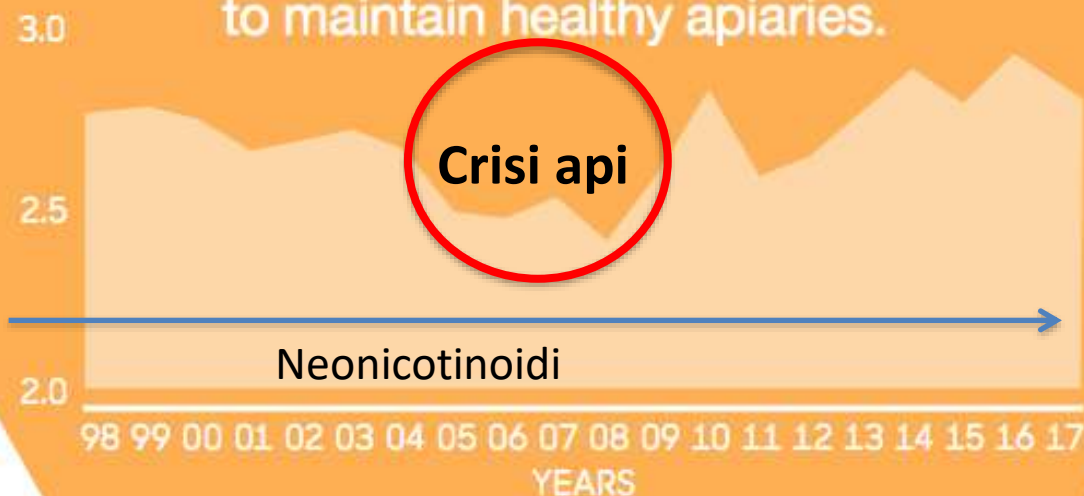 to maintain healthy apiaries.
3.0
Crisi api
2.5
Neonicotinoidi
2.0
98 99 00 01 02 03 04 05 06 07 08 09 10 11 12 13 14 15 16 17
YEARS